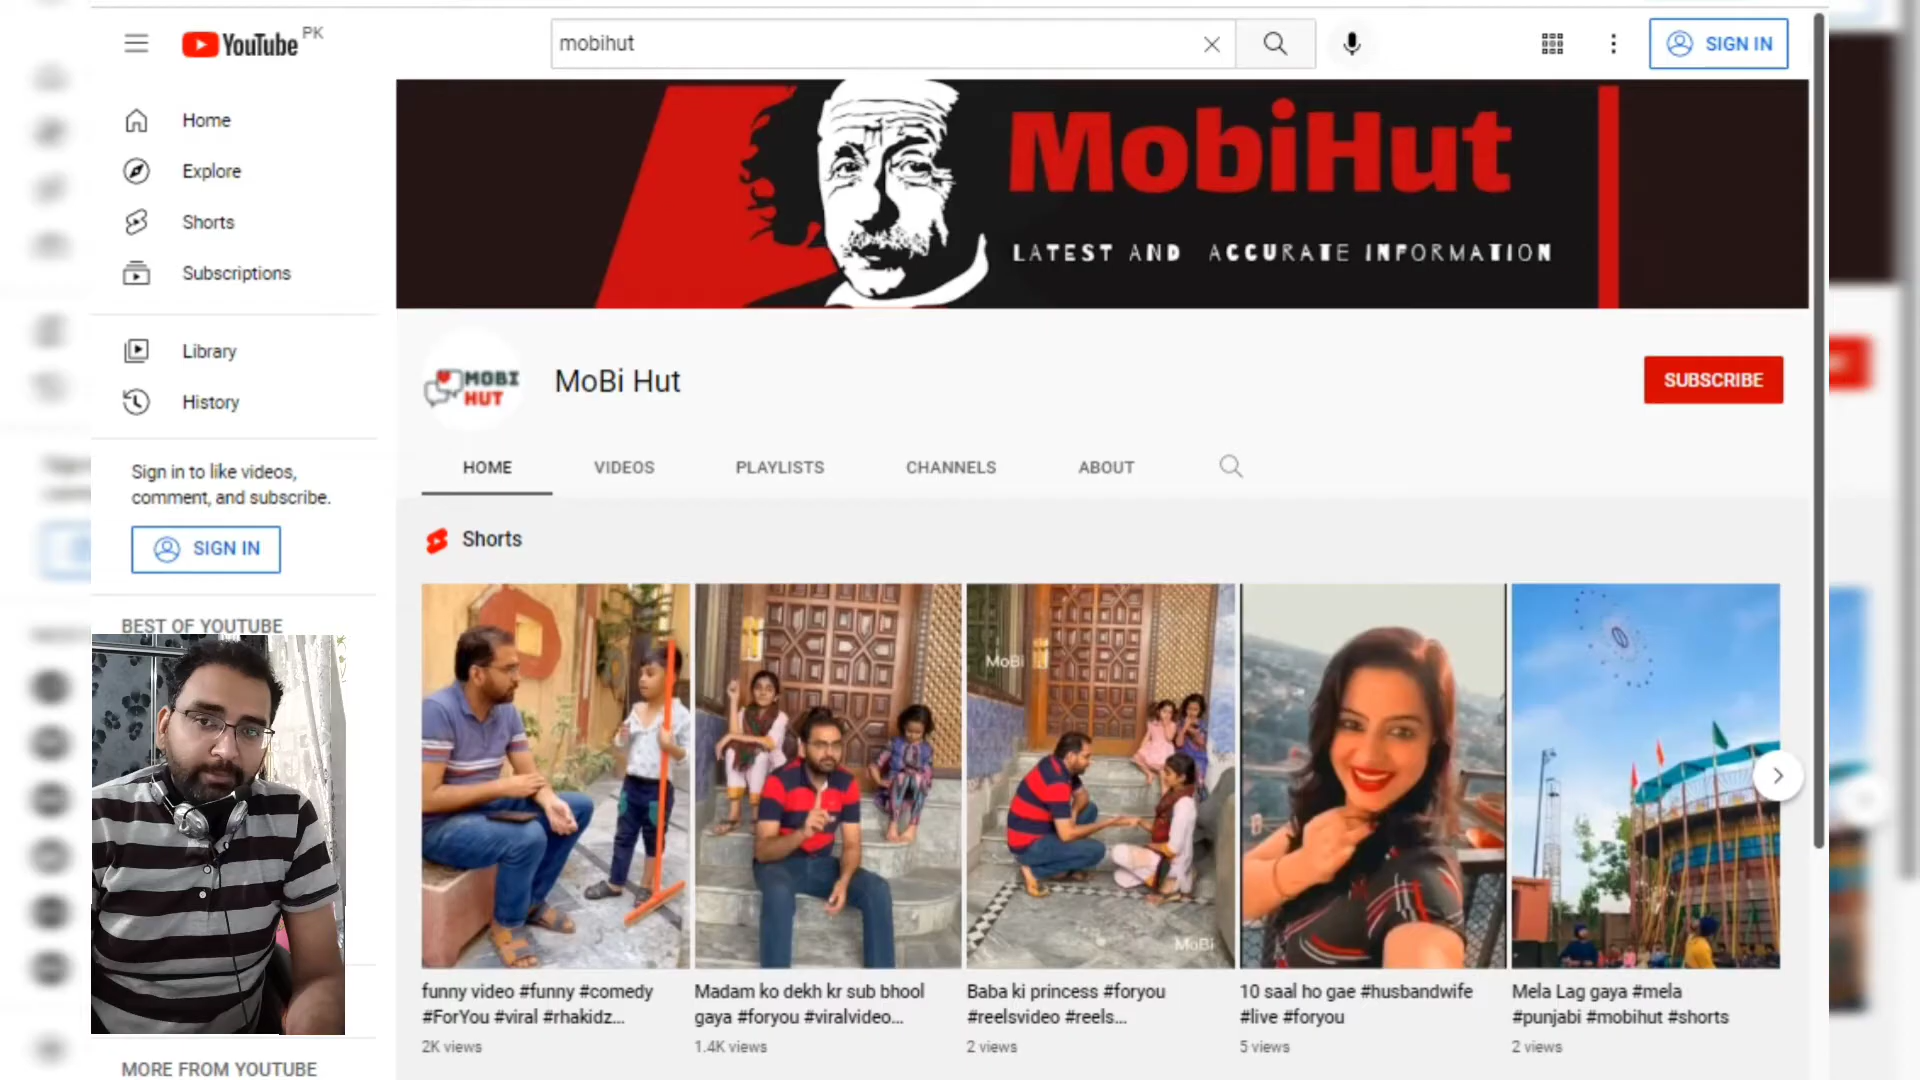 YouTube PK
mobihut
SIGN IN
Home
Explore
Shorts
Subscriptions
Library
History
Sign in to like videos,
comment, and subscribe.
SIGN IN
BEST OF YOUTUBE
MORE FROM YOUTUBE
MobiHut
LATEST AND ACCURATE INFORMATION
MOBI
HUT
MoBi Hut
SUBSCRIBE
HOME
VIDEOS
PLAYLISTS
CHANNELS
ABOUT
Shorts
MoBi
MoBi
funny video #funny #comedy
#ForYou #viral #rhakidz...
2K views
Madam ko dekh kr sub bhool
gaya #foryou #viralvideo...
1.4K views
Baba ki princess #foryou
#reelsvideo #reels...
2 views
10 saal ho gae #husbandwife
#live #foryou
5 views
Mela Lag gaya #mela
#punjabi #mobihut #shorts
2 views